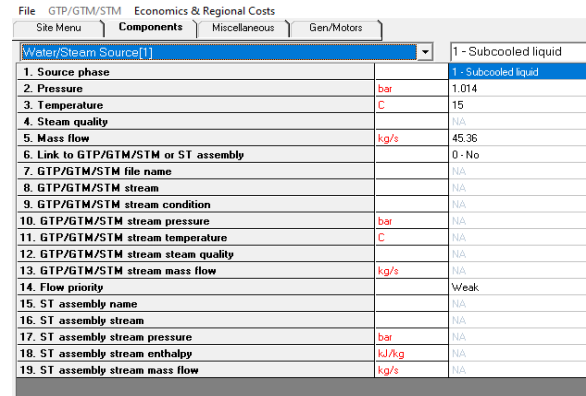 File GTP/GTM/STM Economics & Regional Costs
Site Menu Components Miscellaneous Gen/Motors
Water/Steam Source[1] 1 - Subcooled liquid
1. Source phase 1 - Subcooled liquid
2. Pressure bar 1.014
3. Temperature C 15
4. Steam quality NA
5. Mass flow kg/s 45.36
6. Link to GTP/GTM/STM or ST assembly 0 - No
7. GTP/GTM/STM file name NA
8. GTP/GTM/STM stream NA
9. GTP/GTM/STM stream condition NA
10. GTP/GTM/STM stream pressure bar NA
11. GTP/GTM/STM stream temperature C NA
12. GTP/GTM/STM stream steam quality NA
13. GTP/GTM/STM stream mass flow kg/s NA
14. Flow priority Weak
15. ST assembly name NA
16. ST assembly stream NA
17. ST assembly stream pressure bar NA
18. ST assembly stream enthalpy kJ/kg NA
19. ST assembly stream mass flow kg/s NA